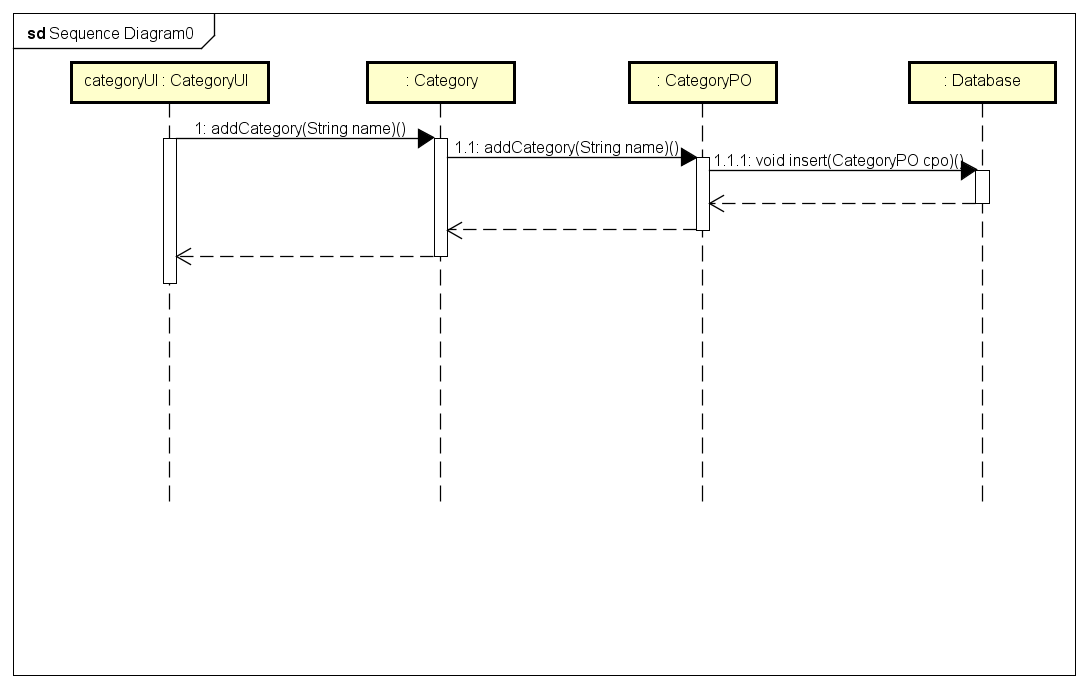 sd Sequence Diagram0
categoryUI : CategoryUI
: Category
: CategoryPO
: Database
1: addCategory(String name)()
1.1: addCategory(String name)()
1.1.1: void insert(CategoryPO cpo)()